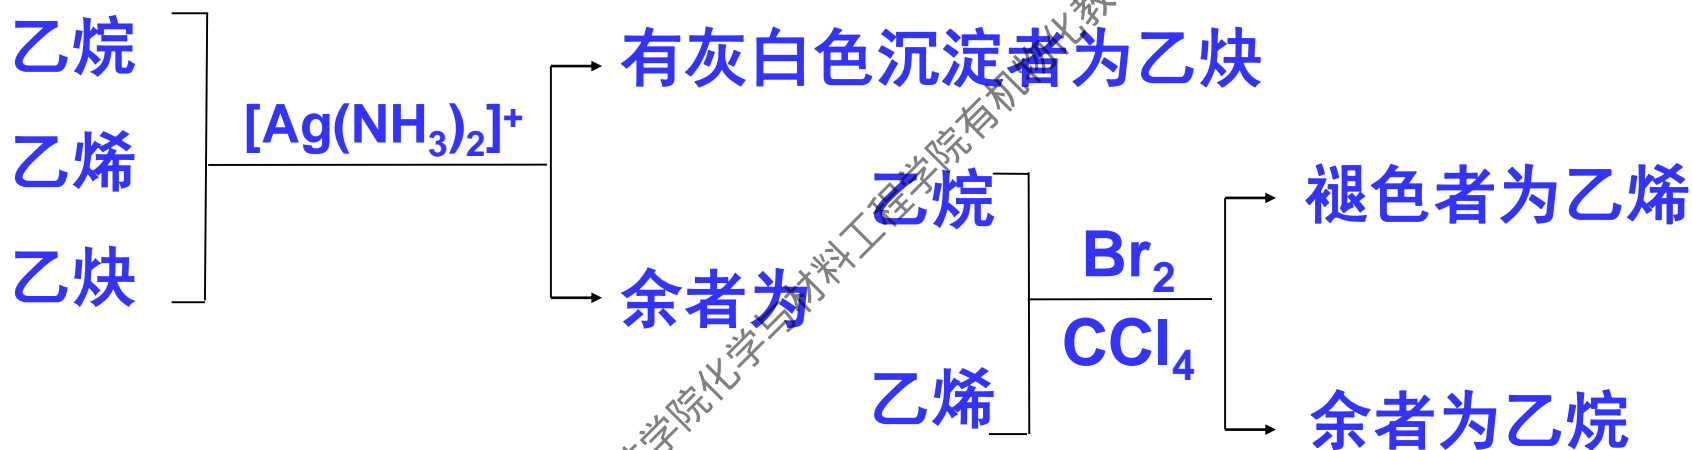 乙烷
乙烯
乙炔
[Ag(NH₃)₂]⁺
有灰白色沉淀者为乙炔
余者为
乙烷
乙烯
Br₂
CCl₄
褪色者为乙烯
余者为乙烷
学院化学与材料工程学院有机物化教